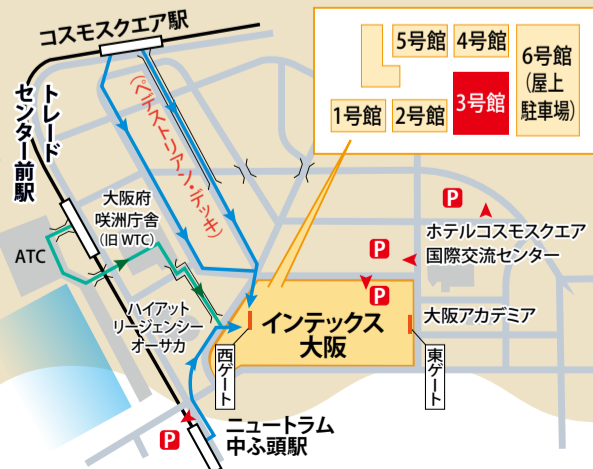 コスモスクエア駅
5号館
4号館
6号館
(屋上
駐車場)
1号館
2号館
3号館
トレード
センター前駅
(ペデストリアン・デッキ)
大阪府
咲洲庁舎
(旧 WTC)
ATC
P
ホテルコスモスクエア
国際交流センター
P
P
ハイアット
リージェンシー
オーサカ
インテックス
大阪
大阪アカデミア
西ゲート
東ゲート
ニュートラム
中ふ頭駅
P